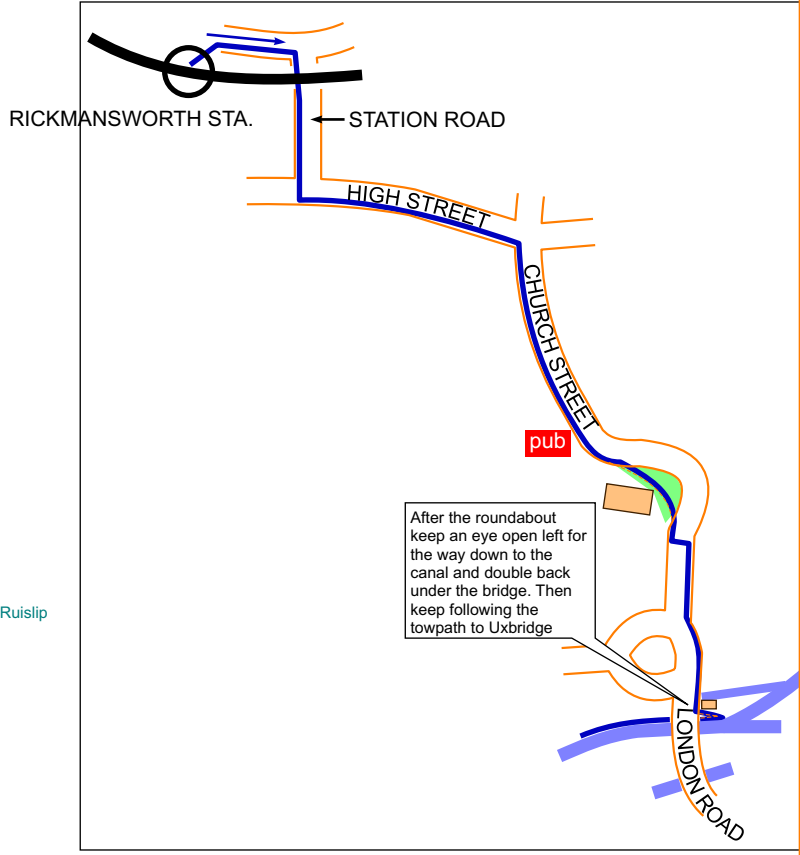 RICKMANSWORTH STA.
STATION ROAD
HIGH STREET
CHURCH STREET
pub
After the roundabout
keep an eye open left for
the way down to the
canal and double back
under the bridge. Then
keep following the
towpath to Uxbridge
Ruislip
LONDON ROAD